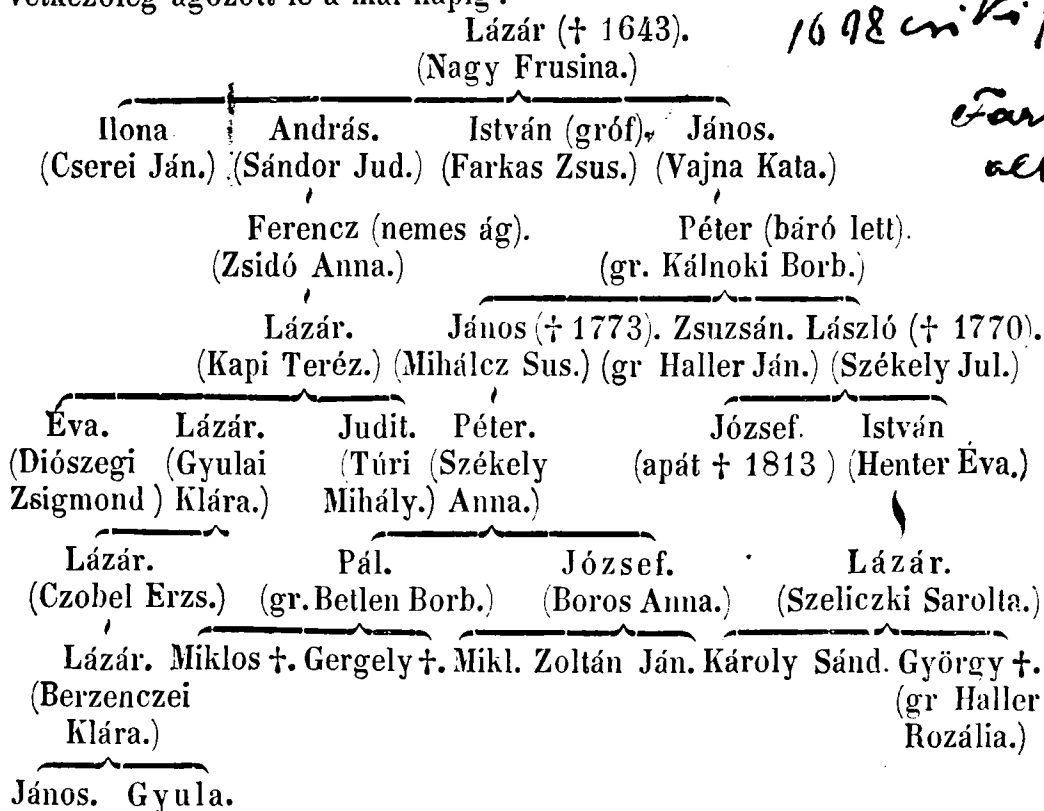 vetkezőleg ágozott le a mai napig:
Lázár († 1643).
(Nagy Frusina.)
Ilona András. István (gróf), János.
(Cserei Ján.) (Sándor Jud.) (Farkas Zsus.) (Vajna Kata.)
Ferencz (nemes ág). Péter (báró lett).
(Zsidó Anna.) (gr. Kálnoki Borb.)
Lázár. János († 1773). Zsuzsán. László († 1770).
(Kapi Teréz.) (Mihálcz Sus.) (gr Haller Ján.) (Székely Jul.)
Éva. Lázár. Judit. Péter. József. István
(Diószegi (Gyulai (Túri (Székely (apát † 1813) (Henter Éva.)
Zsigmond) Klára.) Mihály.) Anna.)
Lázár. Pál. József. Lázár.
(Czobel Erzs.) (gr. Betlen Borb.) (Boros Anna.) (Szeliczki Sarolta.)
Lázár. Miklos †. Gergely †. Mikl. Zoltán Ján. Károly Sánd. György †.
(Berzenczei (gr Haller
Klára.) Rozália.)
János. Gyula.